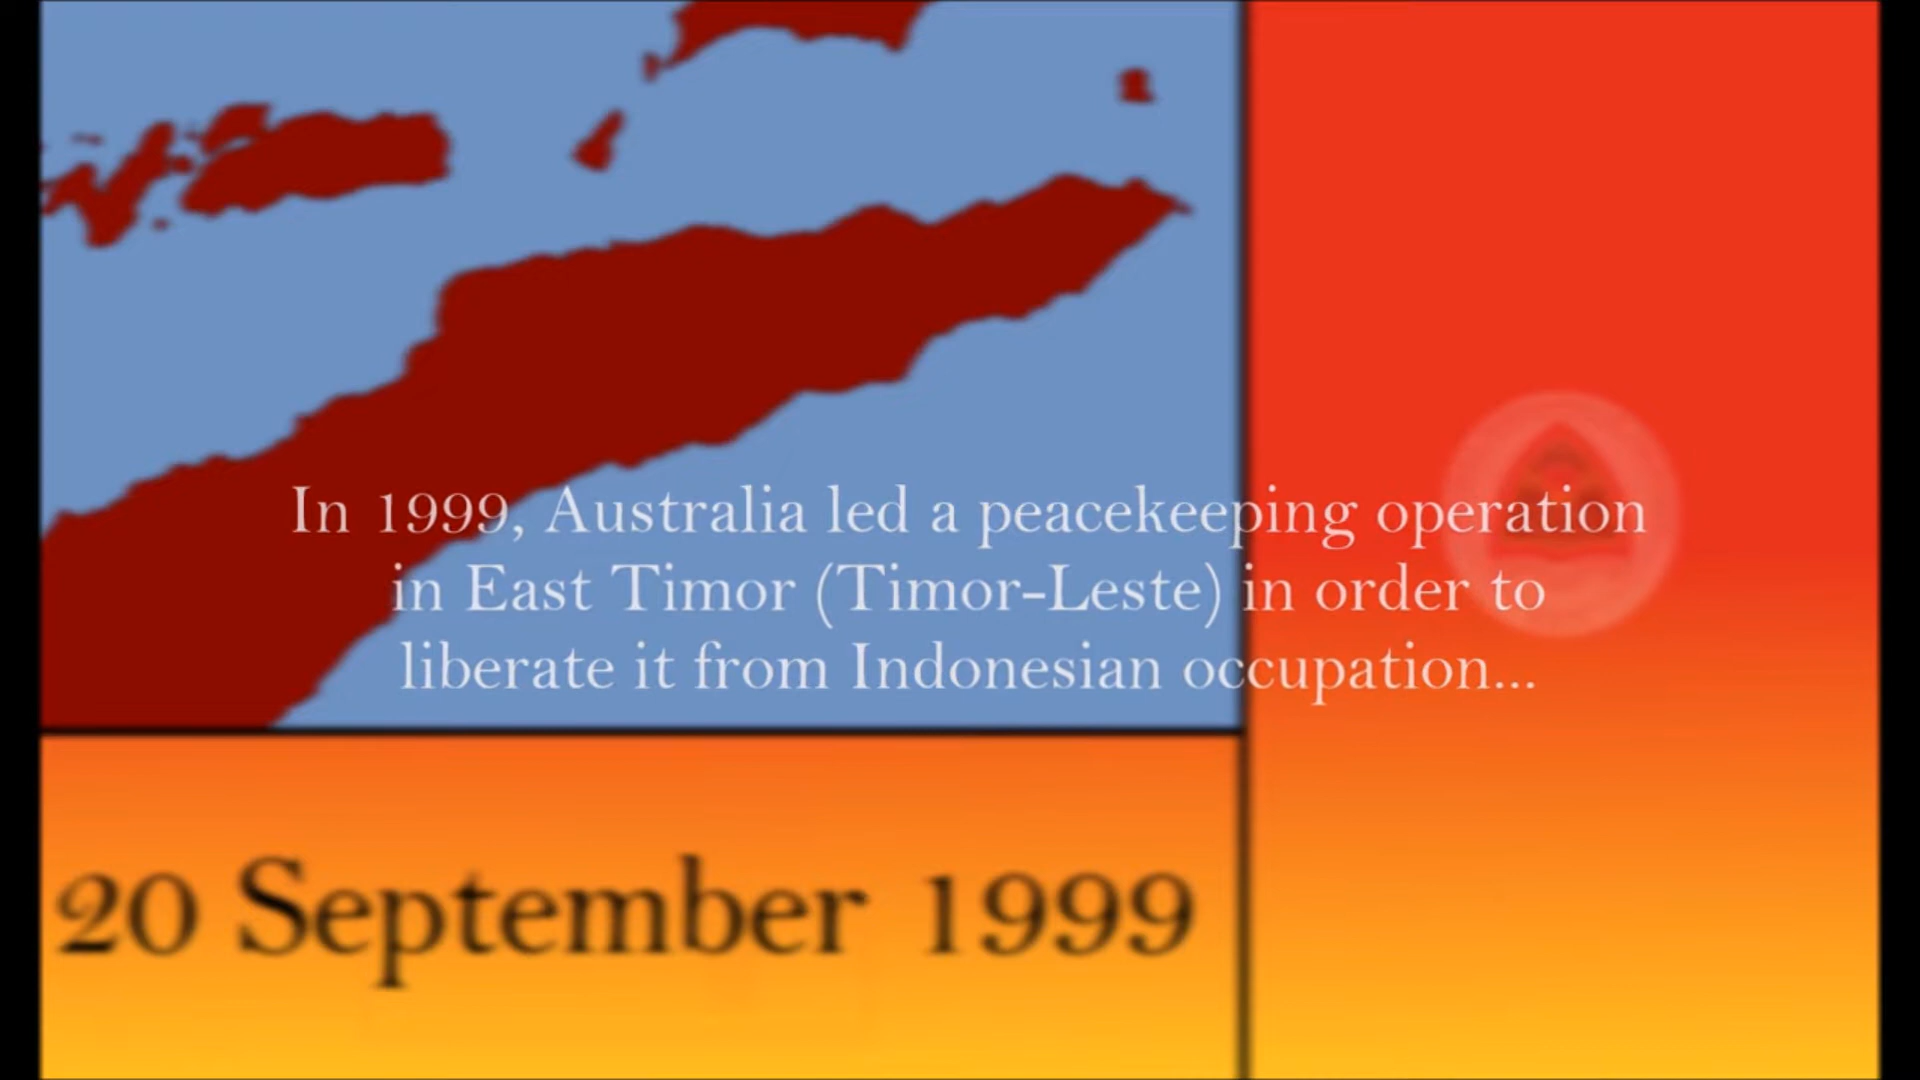 In 1999, Australia led a peacekeeping operation
in East Timor (Timor-Leste) in order to
liberate it from Indonesian occupation...
20 September 1999